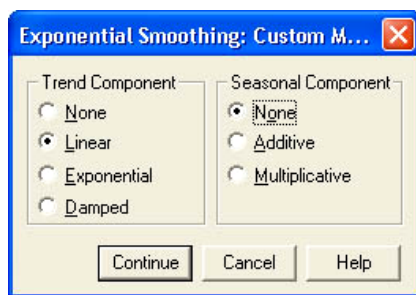 Exponential Smoothing: Custom M...
Trend Component
None
Linear
Exponential
Damped
Seasonal Component
None
Additive
Multiplicative
Continue
Cancel
Help